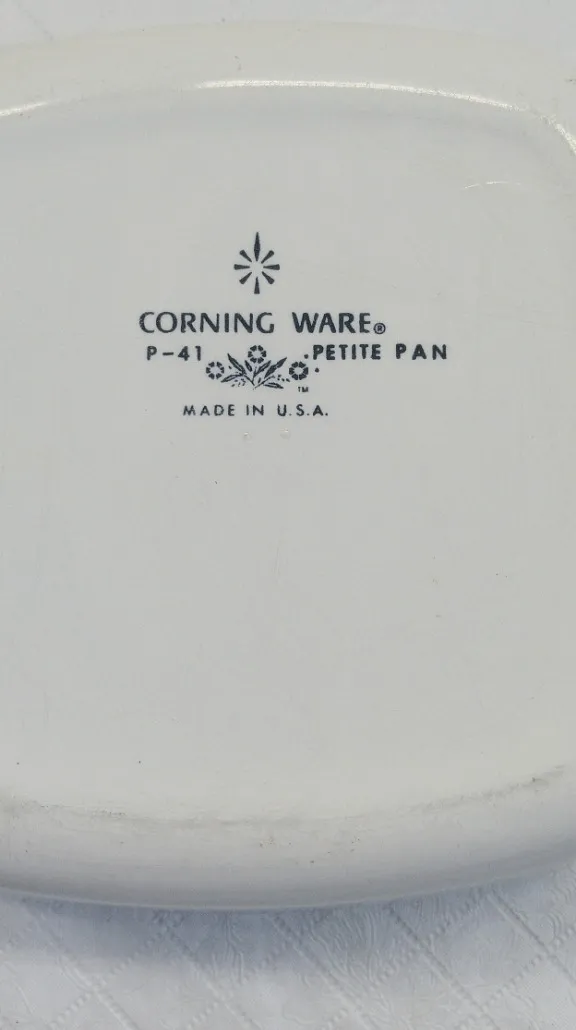 CORNING WARE®
P-41 PETITE PAN
TM
MADE IN U.S.A.